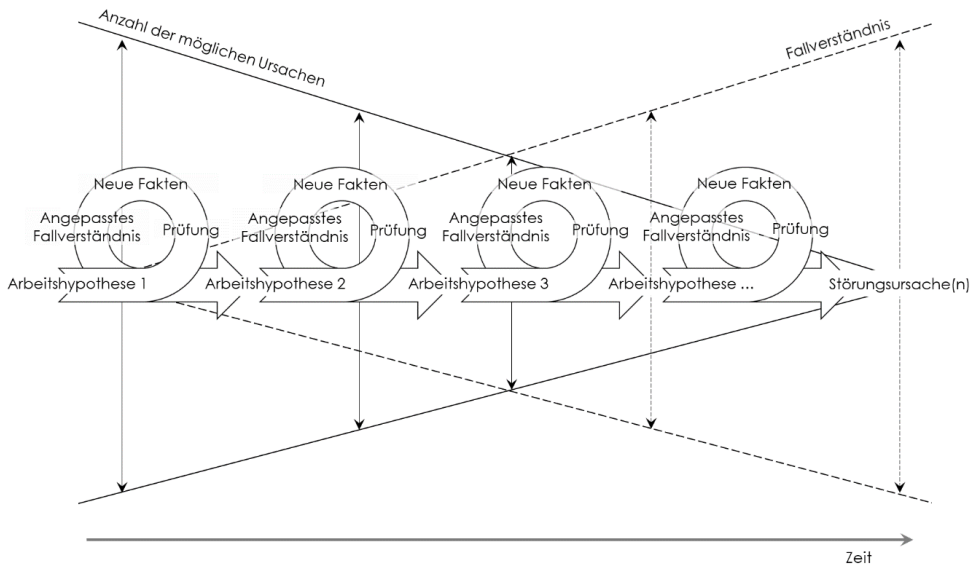 Anzahl der möglichen Ursachen
Fallverständnis
Neue Fakten
Angepasstes
Fallverständnis
Prüfung
Arbeitshypothese 1
Neue Fakten
Angepasstes
Fallverständnis
Prüfung
Arbeitshypothese 2
Neue Fakten
Angepasstes
Fallverständnis
Prüfung
Arbeitshypothese 3
Neue Fakten
Angepasstes
Fallverständnis
Prüfung
Arbeitshypothese ...
Störungsursache(n)
Zeit